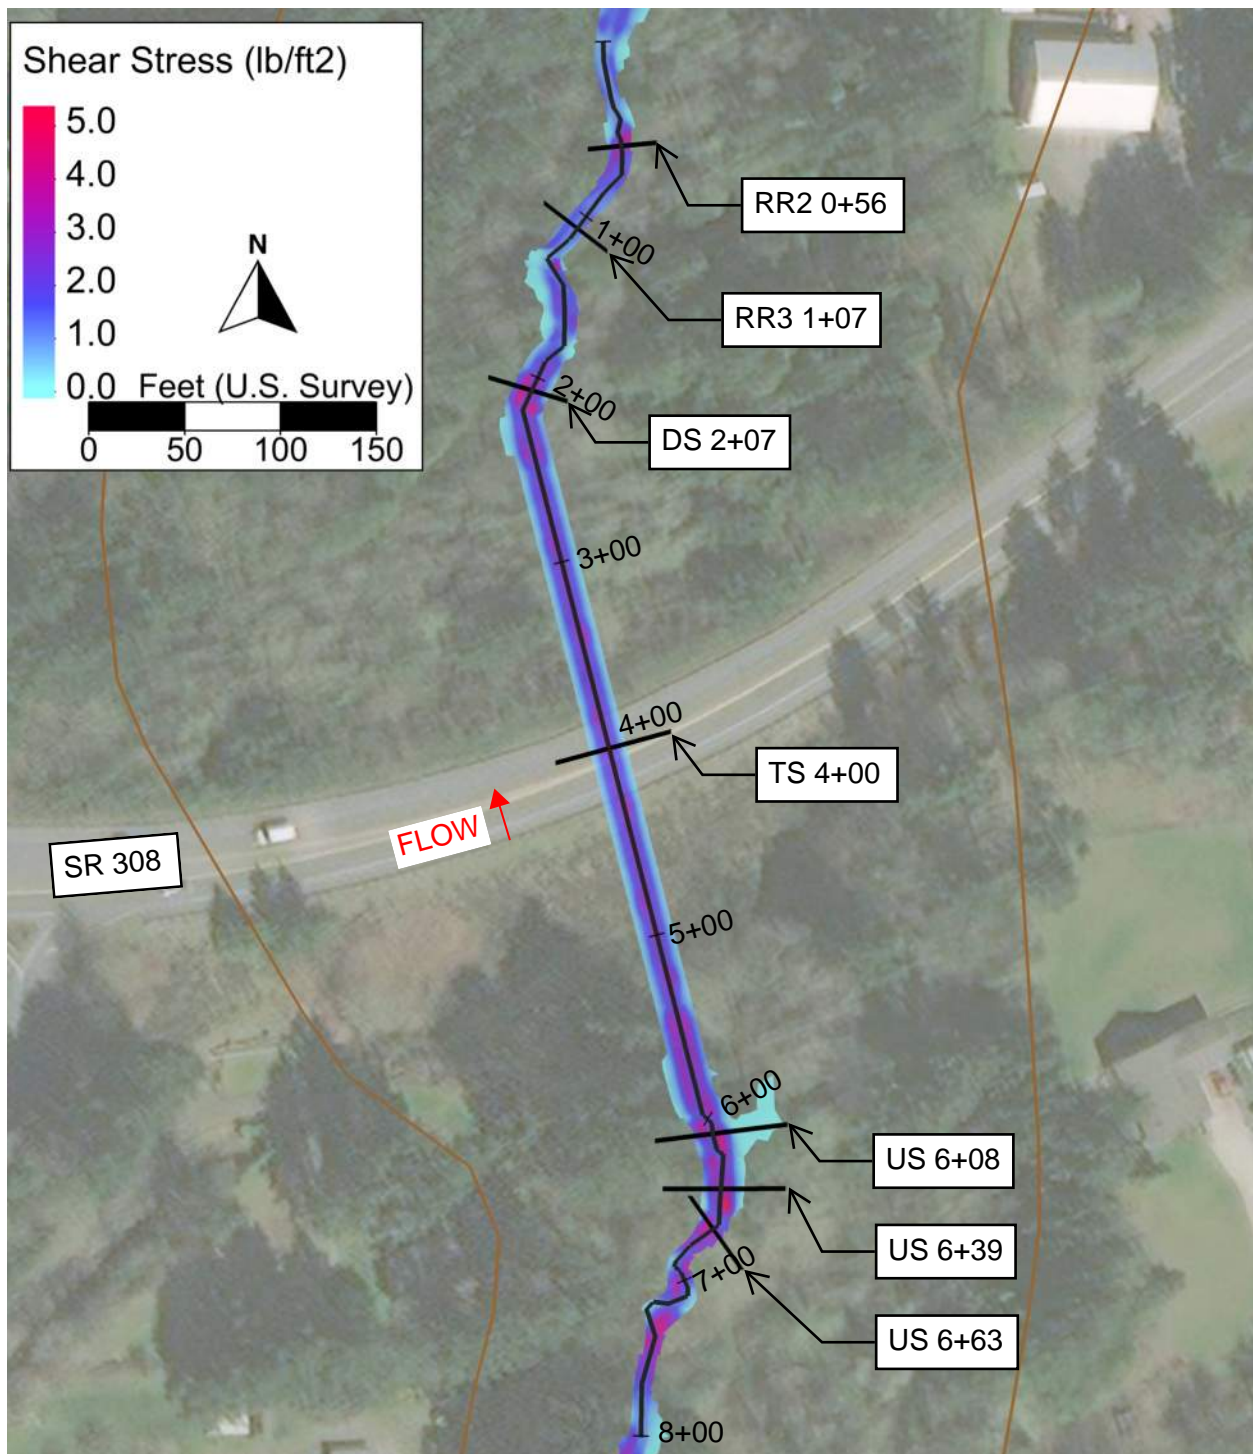 Shear Stress (lb/ft2)
5.0
4.0
3.0
2.0
1.0
0.0
N
Feet (U.S. Survey)
0 50 100 150
RR2 0+56
1+00
RR3 1+07
2+00
DS 2+07
3+00
4+00
TS 4+00
FLOW
SR 308
5+00
6+00
US 6+08
US 6+39
7+00
US 6+63
8+00